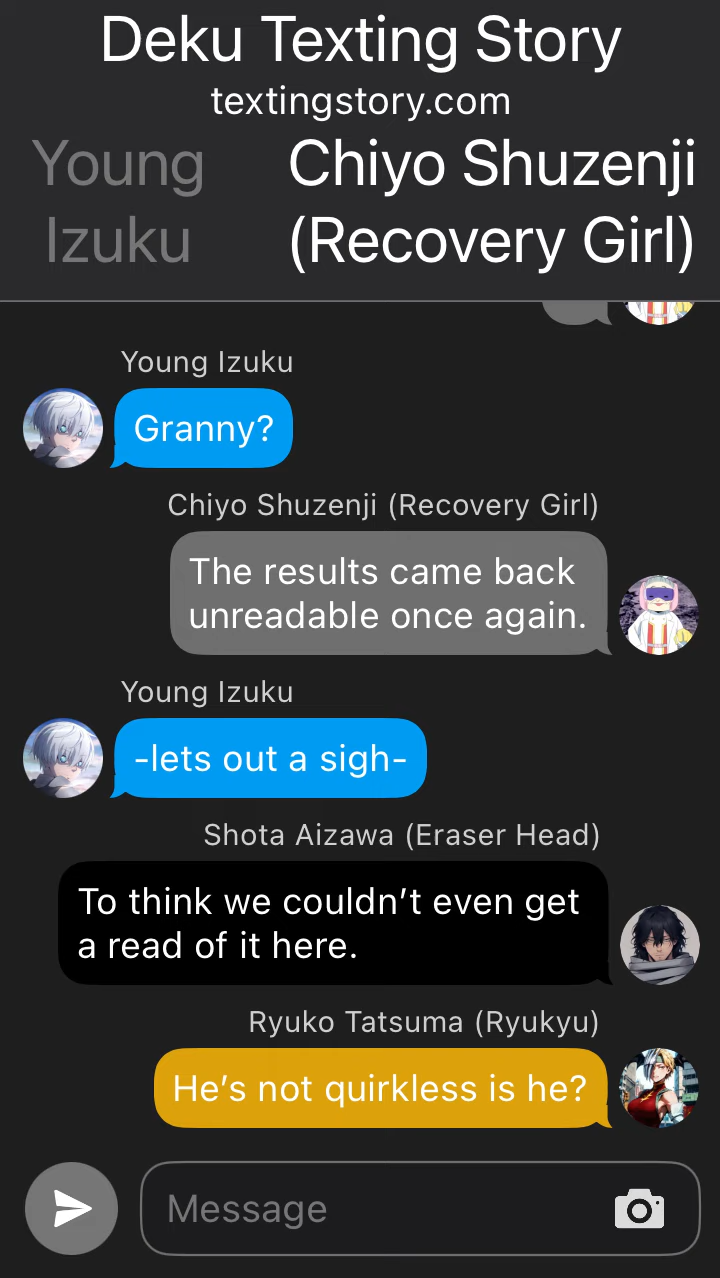 Deku Texting Story
textingstory.com
Young
Izuku
Chiyo Shuzenji
(Recovery Girl)
Young Izuku
Granny?
Chiyo Shuzenji (Recovery Girl)
The results came back
unreadable once again.
Young Izuku
-lets out a sigh-
Shota Aizawa (Eraser Head)
To think we couldn’t even get
a read of it here.
Ryuko Tatsuma (Ryukyu)
He’s not quirkless is he?
Message